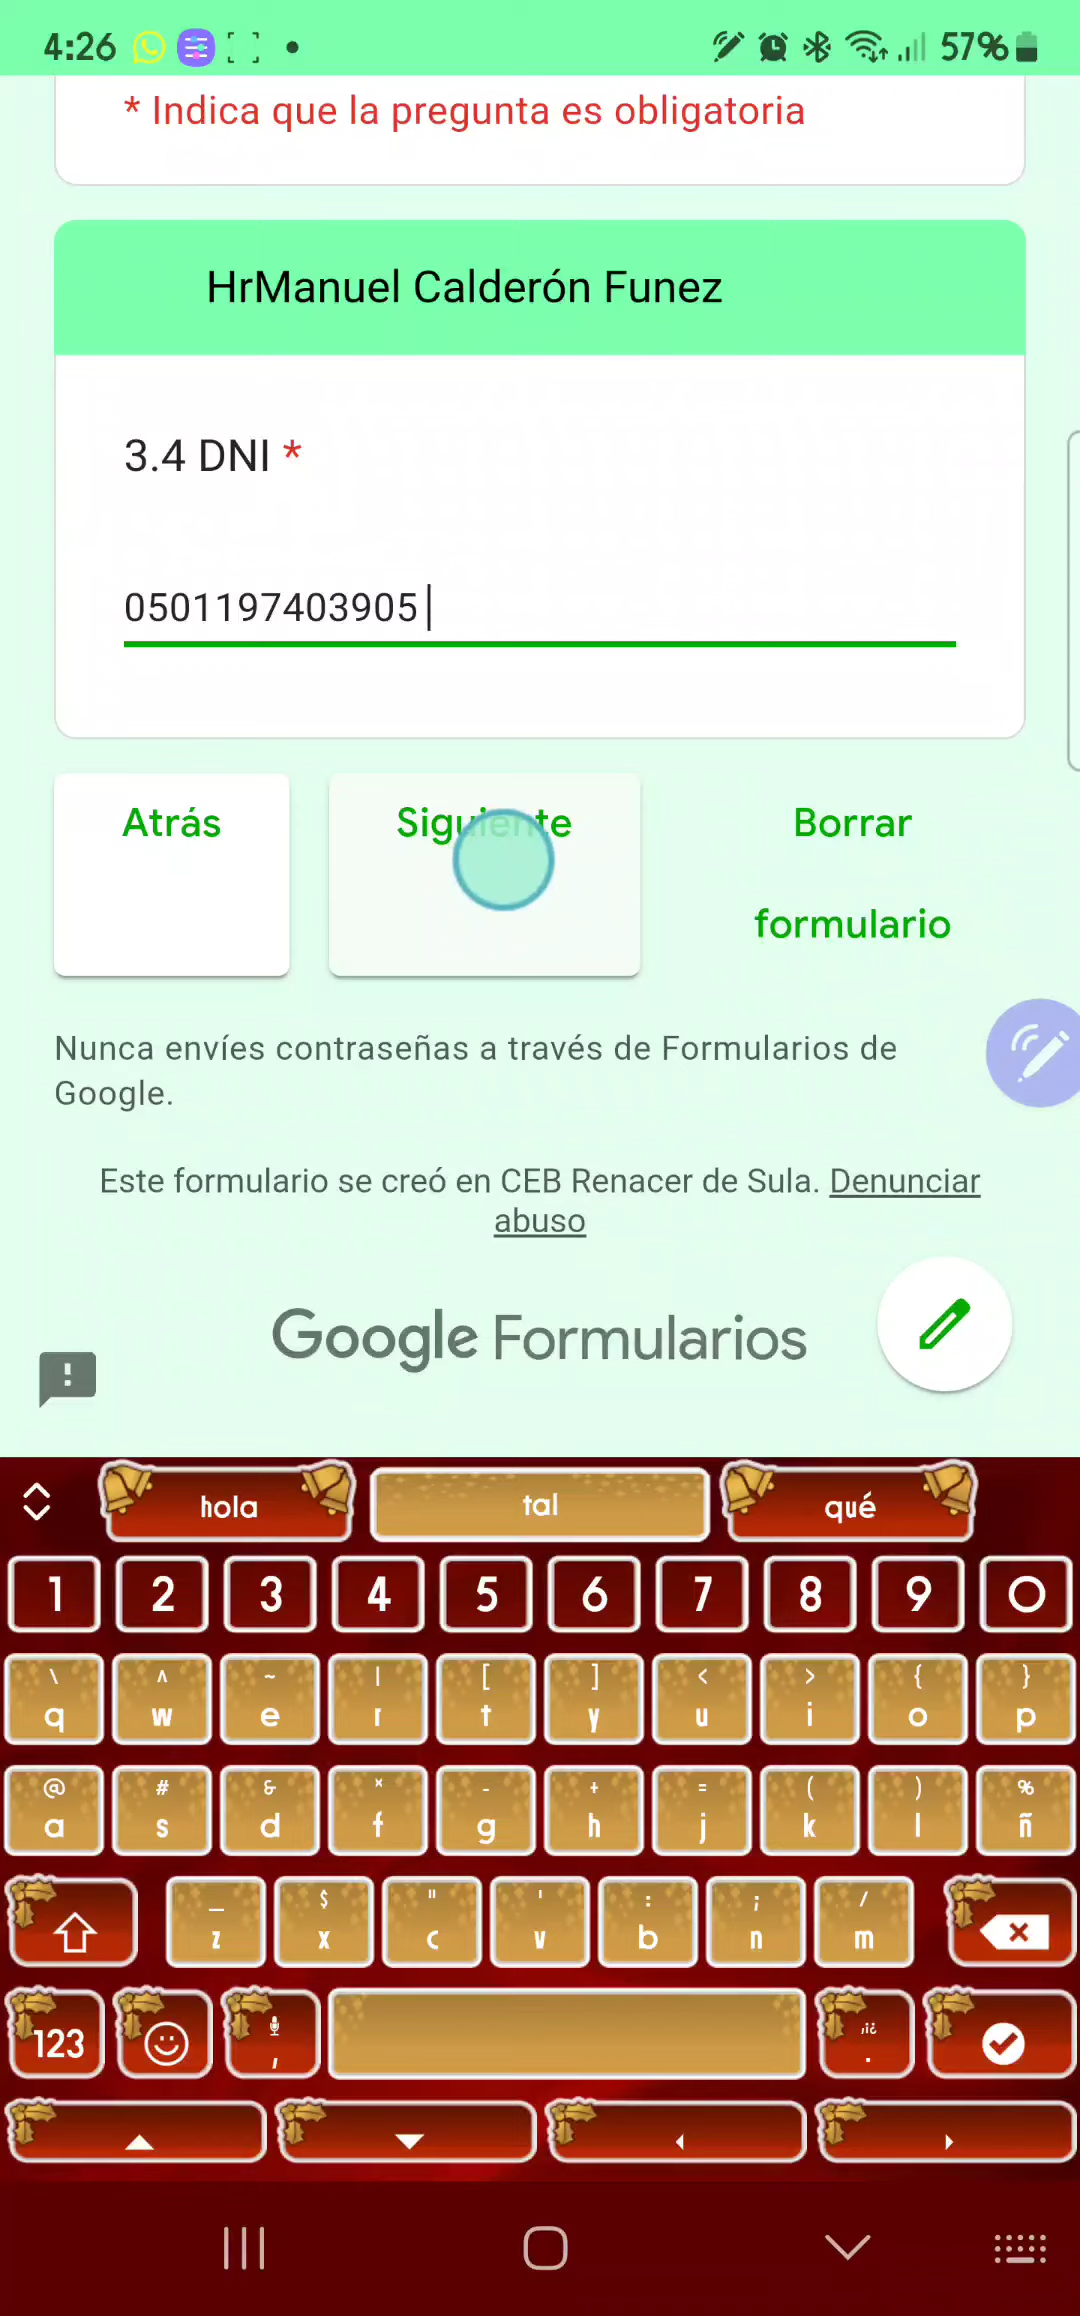 4:26
57%
* Indica que la pregunta es obligatoria
HrManuel Calderón Funez
3.4 DNI *
0501197403905
Atrás
Siguiente
Borrar
formulario
Nunca envíes contraseñas a través de Formularios de
Google.
Este formulario se creó en CEB Renacer de Sula. Denunciar
abuso
Google Formularios
hola tal qué
1 2 3 4 5 6 7 8 9 0
\ ^ ~ | [ ] < > { }
q w e r t y u i o p
@ # & * - + = ( ) %
a s d f g h j k l ñ
_ $ " ' : ; /
z x c v b n m
123 , .